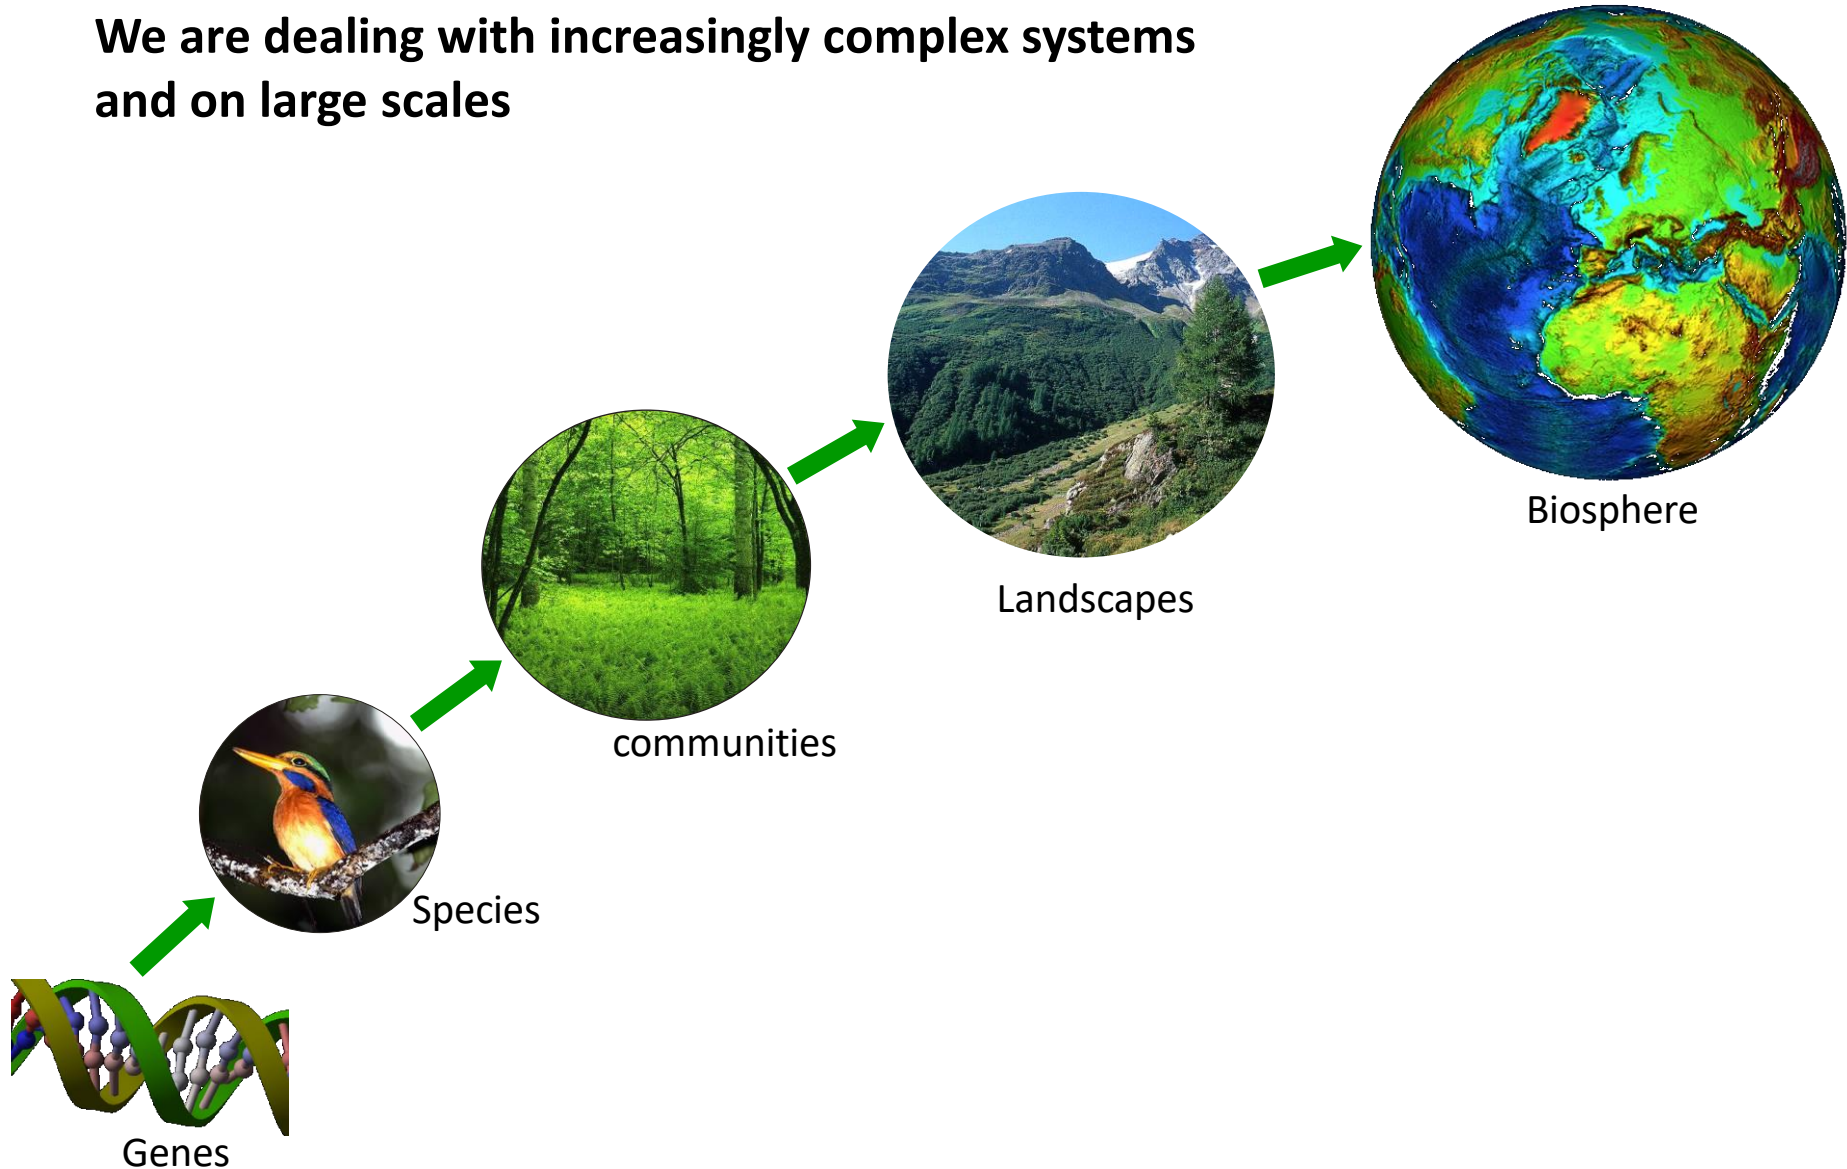 We are dealing with increasingly complex systems
and on large scales
Biosphere
Landscapes
communities
Species
Genes